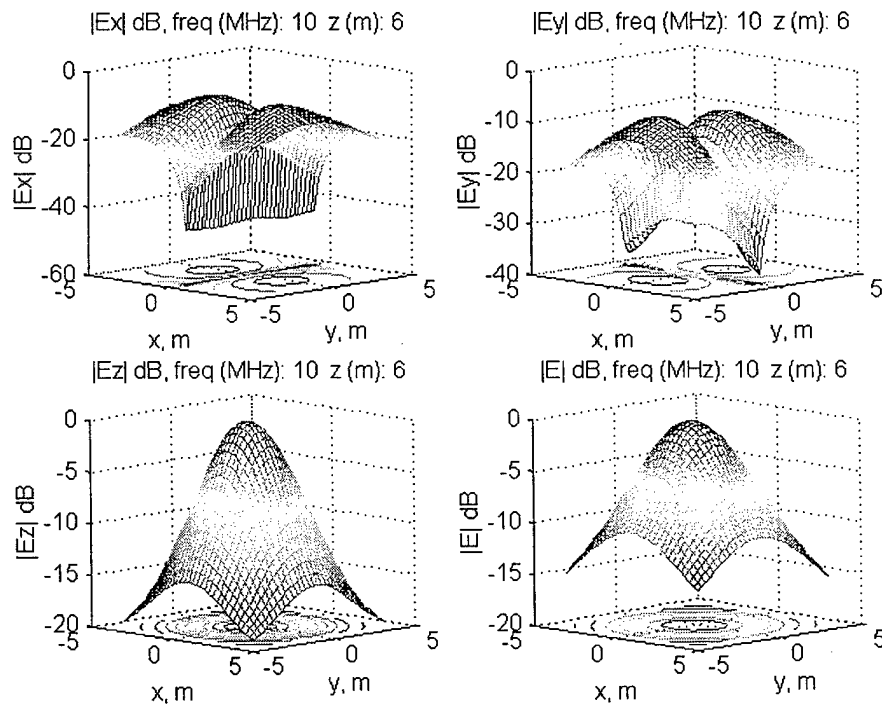 |Ex| dB, freq (MHz): 10 z (m): 6
0
-20
-40
-60
|Ex| dB
-5
0
5
x, m
-5
0
5
y, m
|Ey| dB, freq (MHz): 10 z (m): 6
0
-10
-20
-30
-40
|Ey| dB
-5
0
5
x, m
-5
0
5
y, m
|Ez| dB, freq (MHz): 10 z (m): 6
0
-5
-10
-15
-20
|Ez| dB
-5
0
5
x, m
-5
0
5
y, m
|E| dB, freq (MHz): 10 z (m): 6
0
-5
-10
-15
-20
|E| dB
-5
0
5
x, m
-5
0
5
y, m